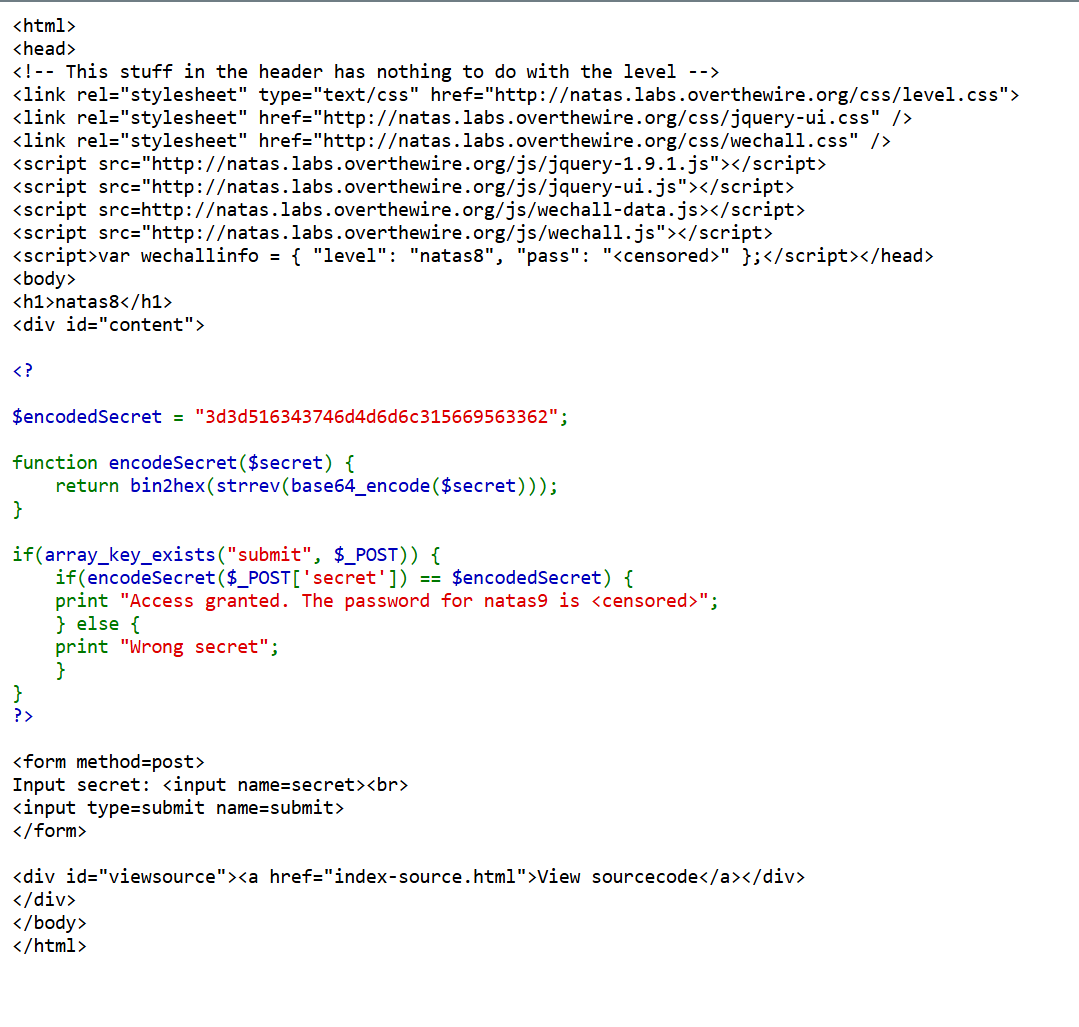 <html>
<head>
<!-- This stuff in the header has nothing to do with the level -->
<link rel="stylesheet" type="text/css" href="http://natas.labs.overthewire.org/css/level.css">
<link rel="stylesheet" href="http://natas.labs.overthewire.org/css/jquery-ui.css" />
<link rel="stylesheet" href="http://natas.labs.overthewire.org/css/wechall.css" />
<script src="http://natas.labs.overthewire.org/js/jquery-1.9.1.js"></script>
<script src="http://natas.labs.overthewire.org/js/jquery-ui.js"></script>
<script src=http://natas.labs.overthewire.org/js/wechall-data.js></script>
<script src="http://natas.labs.overthewire.org/js/wechall.js"></script>
<script>var wechallinfo = { "level": "natas8", "pass": "<censored>" };</script></head>
<body>
<h1>natas8</h1>
<div id="content">

<?

$encodedSecret = "3d3d516343746d4d6d6c315669563362";

function encodeSecret($secret) {
    return bin2hex(strrev(base64_encode($secret)));
}

if(array_key_exists("submit", $_POST)) {
    if(encodeSecret($_POST['secret']) == $encodedSecret) {
    print "Access granted. The password for natas9 is <censored>";
    } else {
    print "Wrong secret";
    }
}
?>

<form method=post>
Input secret: <input name=secret><br>
<input type=submit name=submit>
</form>

<div id="viewsource"><a href="index-source.html">View sourcecode</a></div>
</div>
</body>
</html>